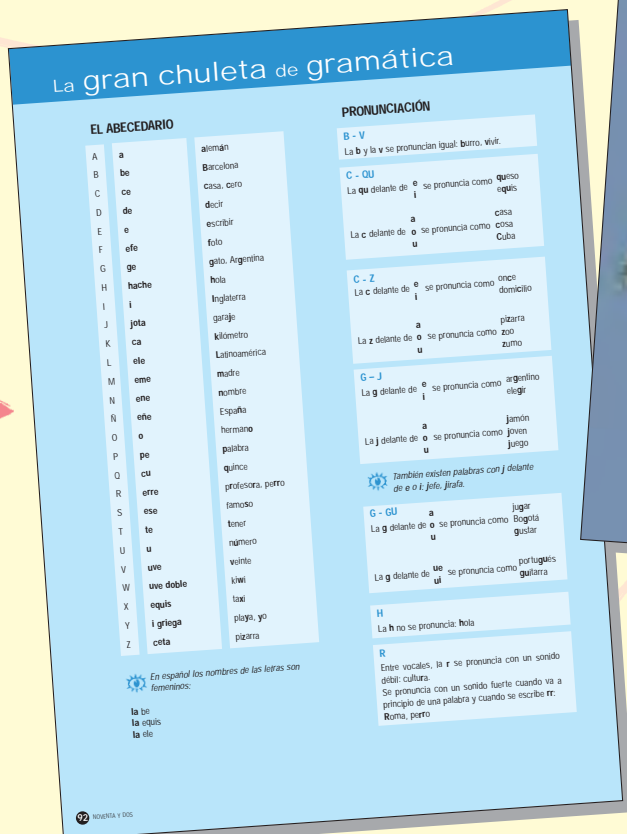 La gran chuleta de gramática
EL ABECEDARIO
A a alemán
B be Barcelona
C ce casa, cero
D de decir
E e escribir
F efe foto
G ge gato, Argentina
H hache hola
I i Inglaterra
J jota garaje
K ca kilómetro
L ele Latinoamérica
M eme madre
N ene nombre
Ñ eñe España
O o hermano
P pe palabra
Q cu quince
R erre profesora, perro
S ese famoso
T te tener
U u número
V uve veinte
W uve doble kiwi
X equis taxi
Y i griega playa, yo
Z ceta pizarra
En español los nombres de las letras son
femeninos:
la be
la equis
la ele
92 NOVENTA Y DOS
PRONUNCIACIÓN
B - V
La b y la v se pronuncian igual: burro, vivir.
C - QU
La qu delante de e se pronuncia como queso
i equis
a casa
La c delante de o se pronuncia como cosa
u Cuba
C - Z
La c delante de e se pronuncia como once
i domicilio
a pizarra
La z delante de o se pronuncia como zoo
u zumo
G – J
La g delante de e se pronuncia como argentino
i elegir
a jamón
La j delante de o se pronuncia como joven
u juego
También existen palabras con j delante
de e o i: jefe, jirafa.
G - GU
a jugar
La g delante de o se pronuncia como Bogotá
u gustar
La g delante de ue se pronuncia como portugués
ui guitarra
H
La h no se pronuncia: hola
R
Entre vocales, la r se pronuncia con un sonido
débil: cultura.
Se pronuncia con un sonido fuerte cuando va a
principio de una palabra y cuando se escribe rr:
Roma, perro